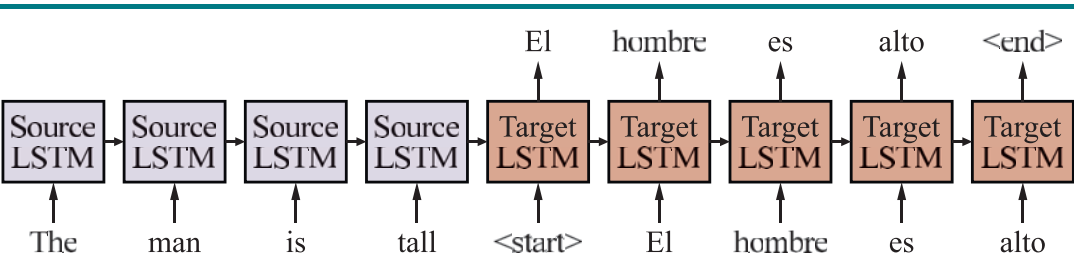 El hombre es alto <end>
Source Source Source Source Target Target Target Target Target
LSTM LSTM LSTM LSTM LSTM LSTM LSTM LSTM LSTM
The man is tall <start> El hombre es alto